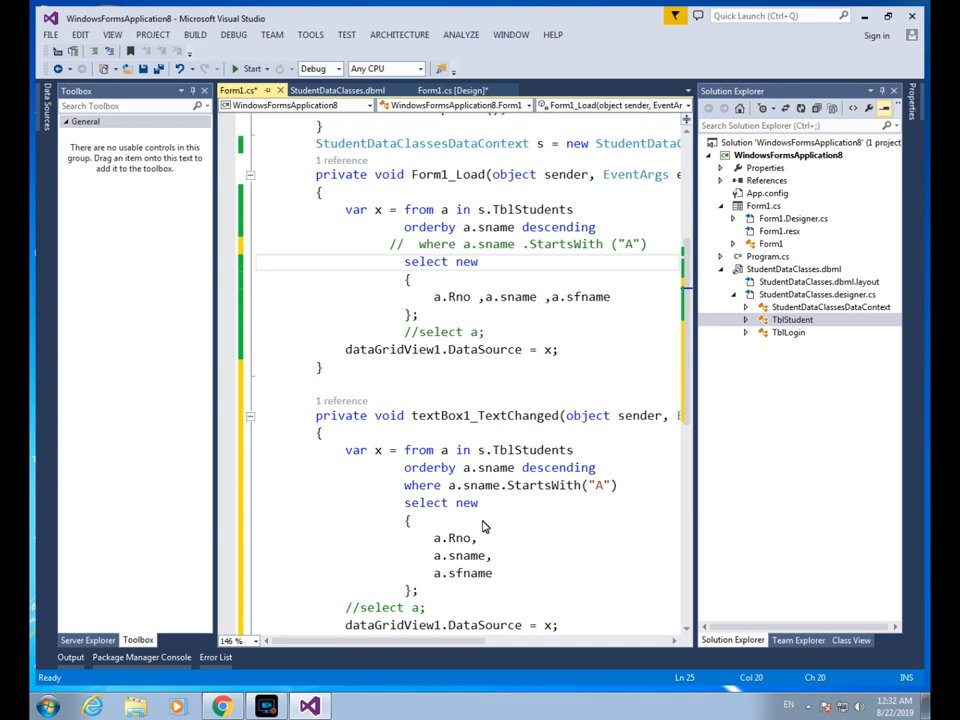 WindowsFormsApplication8 - Microsoft Visual Studio
Quick Launch (Ctrl+Q)
FILE EDIT VIEW PROJECT BUILD DEBUG TEAM TOOLS TEST ARCHITECTURE ANALYZE WINDOW HELP
Sign in
Start
Debug
Any CPU
Data Sources
Toolbox
Search Toolbox
General
There are no usable controls in this
group. Drag an item onto this text to
add it to the toolbox.
Server Explorer
Toolbox
Form1.cs*
StudentDataClasses.dbml
Form1.cs [Design]*
WindowsFormsApplication8
WindowsFormsApplication8.Form1
Form1_Load(object sender, EventAr
}
StudentDataClassesDataContext s = new
1 reference
private void Form1_Load(object sender, EventArgs
{
var x = from a in s.TblStudents
orderby a.sname descending
// where a.sname .StartsWith ("A")
select new
{
a.Rno ,a.sname ,a.sfname
};
//select a;
dataGridView1.DataSource = x;
}
1 reference
private void textBox1_TextChanged(object sender,
{
var x = from a in s.TblStudents
orderby a.sname descending
where a.sname.StartsWith("A")
select new
{
a.Rno,
a.sname,
a.sfname
};
//select a;
dataGridView1.DataSource = x;
146 %
Solution Explorer
Search Solution Explorer (Ctrl+;)
Solution 'WindowsFormsApplication8' (1 project)
WindowsFormsApplication8
Properties
References
App.config
Form1.cs
Form1.Designer.cs
Form1.resx
Form1
Program.cs
StudentDataClasses.dbml
StudentDataClasses.dbml.layout
StudentDataClasses.designer.cs
StudentDataClassesDataContext
TblStudent
TblLogin
Solution Explorer
Team Explorer
Class View
Properties
Output
Package Manager Console
Error List
Ready
Ln 25
Col 20
Ch 20
INS
EN
12:32 AM
8/22/2019